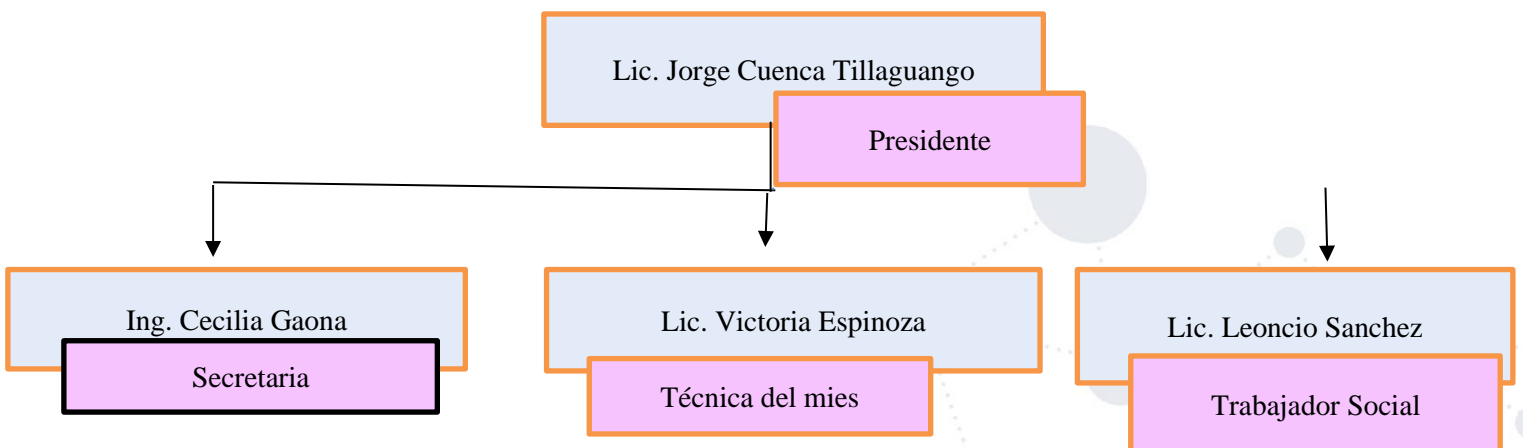 Lic. Jorge Cuenca Tillaguango
Presidente
Ing. Cecilia Gaona
Secretaria
Lic. Victoria Espinoza
Técnica del mies
Lic. Leoncio Sanchez
Trabajador Social